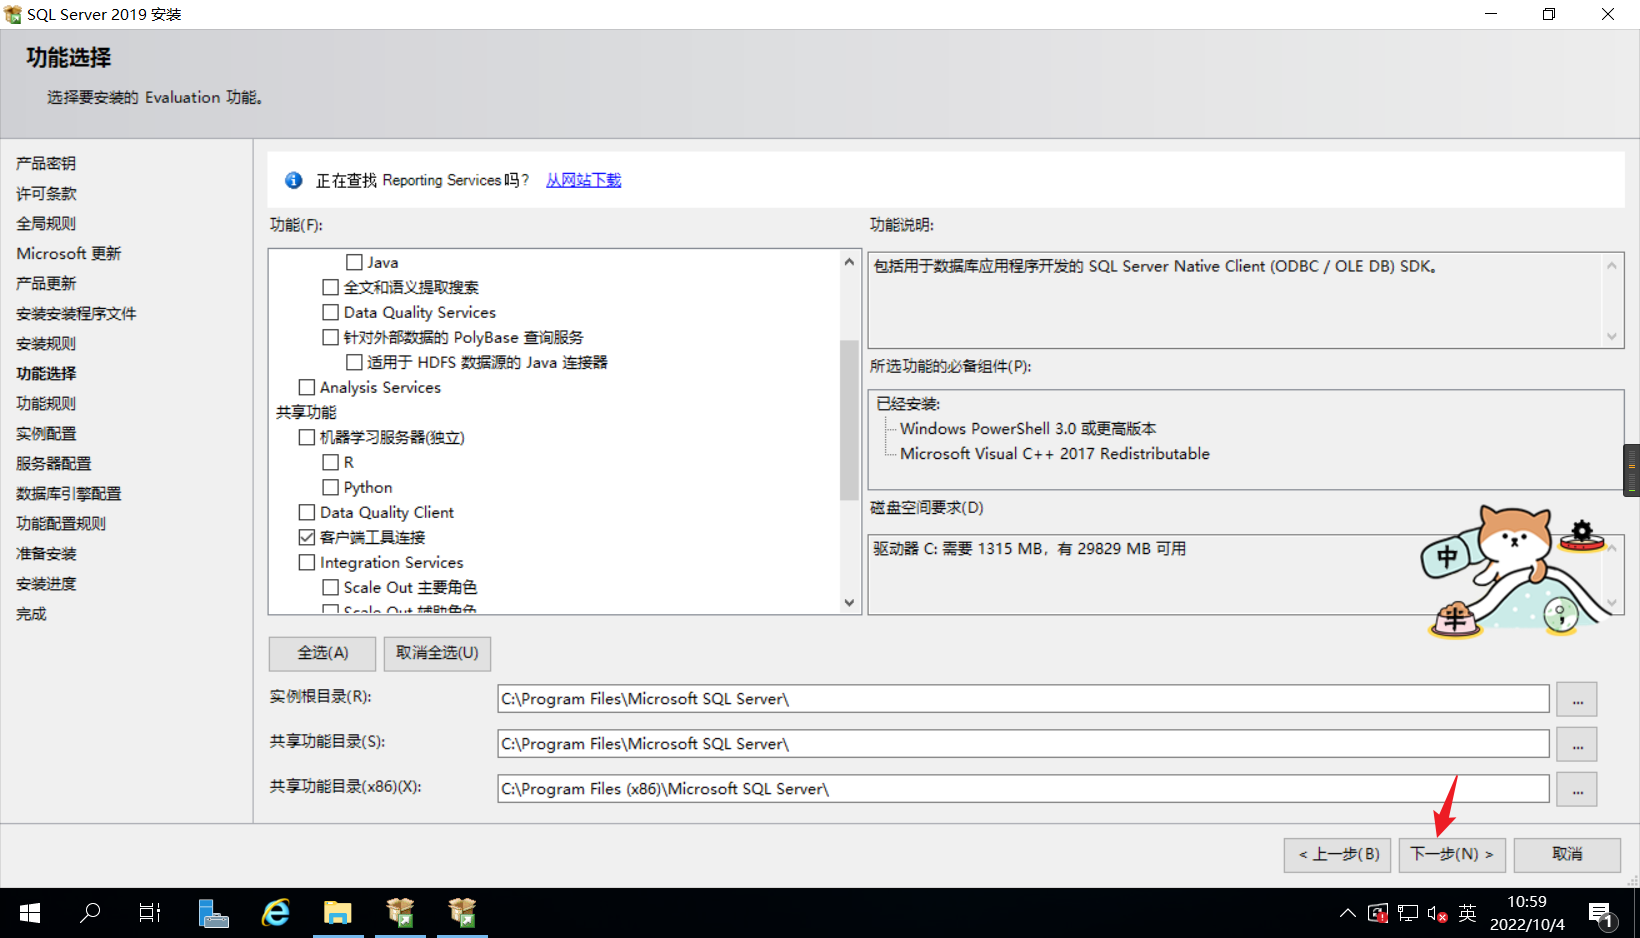 SQL Server 2019 安装
功能选择
选择要安装的 Evaluation 功能。
产品密钥
许可条款
全局规则
Microsoft 更新
产品更新
安装安装程序文件
安装规则
功能选择
功能规则
实例配置
服务器配置
数据库引擎配置
功能配置规则
准备安装
安装进度
完成
正在查找 Reporting Services吗? 从网站下载
功能(F):
Java
全文和语义提取搜索
Data Quality Services
针对外部数据的 PolyBase 查询服务
适用于 HDFS 数据源的 Java 连接器
Analysis Services
共享功能
机器学习服务器(独立)
R
Python
Data Quality Client
客户端工具连接
Integration Services
Scale Out 主要角色
Scale Out 辅助角色
功能说明:
包括用于数据库应用程序开发的 SQL Server Native Client (ODBC / OLE DB) SDK。
所选功能的必备组件(P):
已经安装:
Windows PowerShell 3.0 或更高版本
Microsoft Visual C++ 2017 Redistributable
磁盘空间要求(D)
驱动器 C: 需要 1315 MB，有 29829 MB 可用
中
半
全选(A)
取消全选(U)
实例根目录(R):
C:\Program Files\Microsoft SQL Server\
...
共享功能目录(S):
C:\Program Files\Microsoft SQL Server\
...
共享功能目录(x86)(X):
C:\Program Files (x86)\Microsoft SQL Server\
...
< 上一步(B)
下一步(N) >
取消
英
10:59
2022/10/4
1